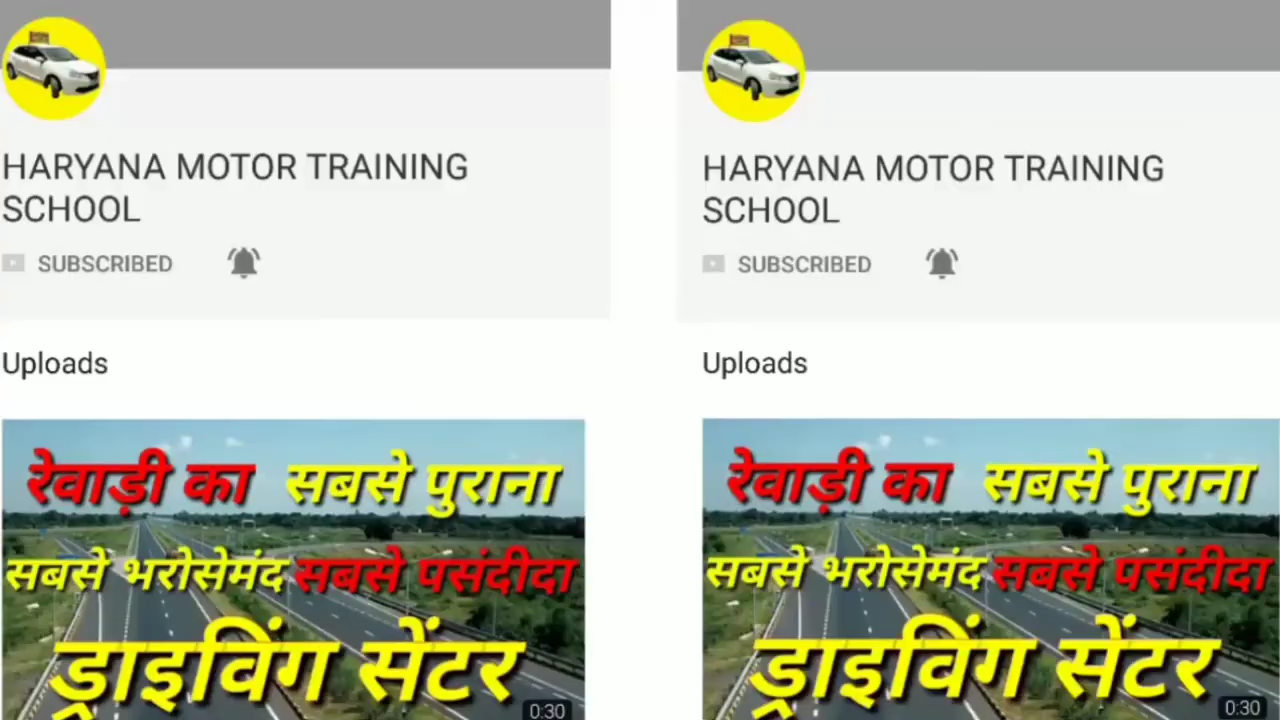 HARYANA MOTOR TRAINING
SCHOOL
SUBSCRIBED
Uploads
रेवाड़ी का सबसे पुराना
सबसे भरोसेमंद सबसे पसंदीदा
ड्राइविंग सेंटर
0:30
HARYANA MOTOR TRAINING
SCHOOL
SUBSCRIBED
Uploads
रेवाड़ी का सबसे पुराना
सबसे भरोसेमंद सबसे पसंदीदा
ड्राइविंग सेंटर
0:30